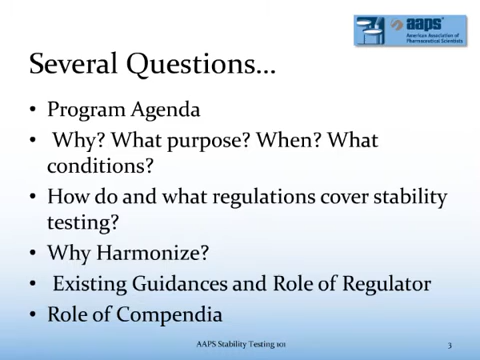 aaps
American Association of
Pharmaceutical Scientists
Several Questions...
• Program Agenda
• Why? What purpose? When? What
conditions?
• How do and what regulations cover stability
testing?
• Why Harmonize?
• Existing Guidances and Role of Regulator
• Role of Compendia
AAPS Stability Testing 101
3